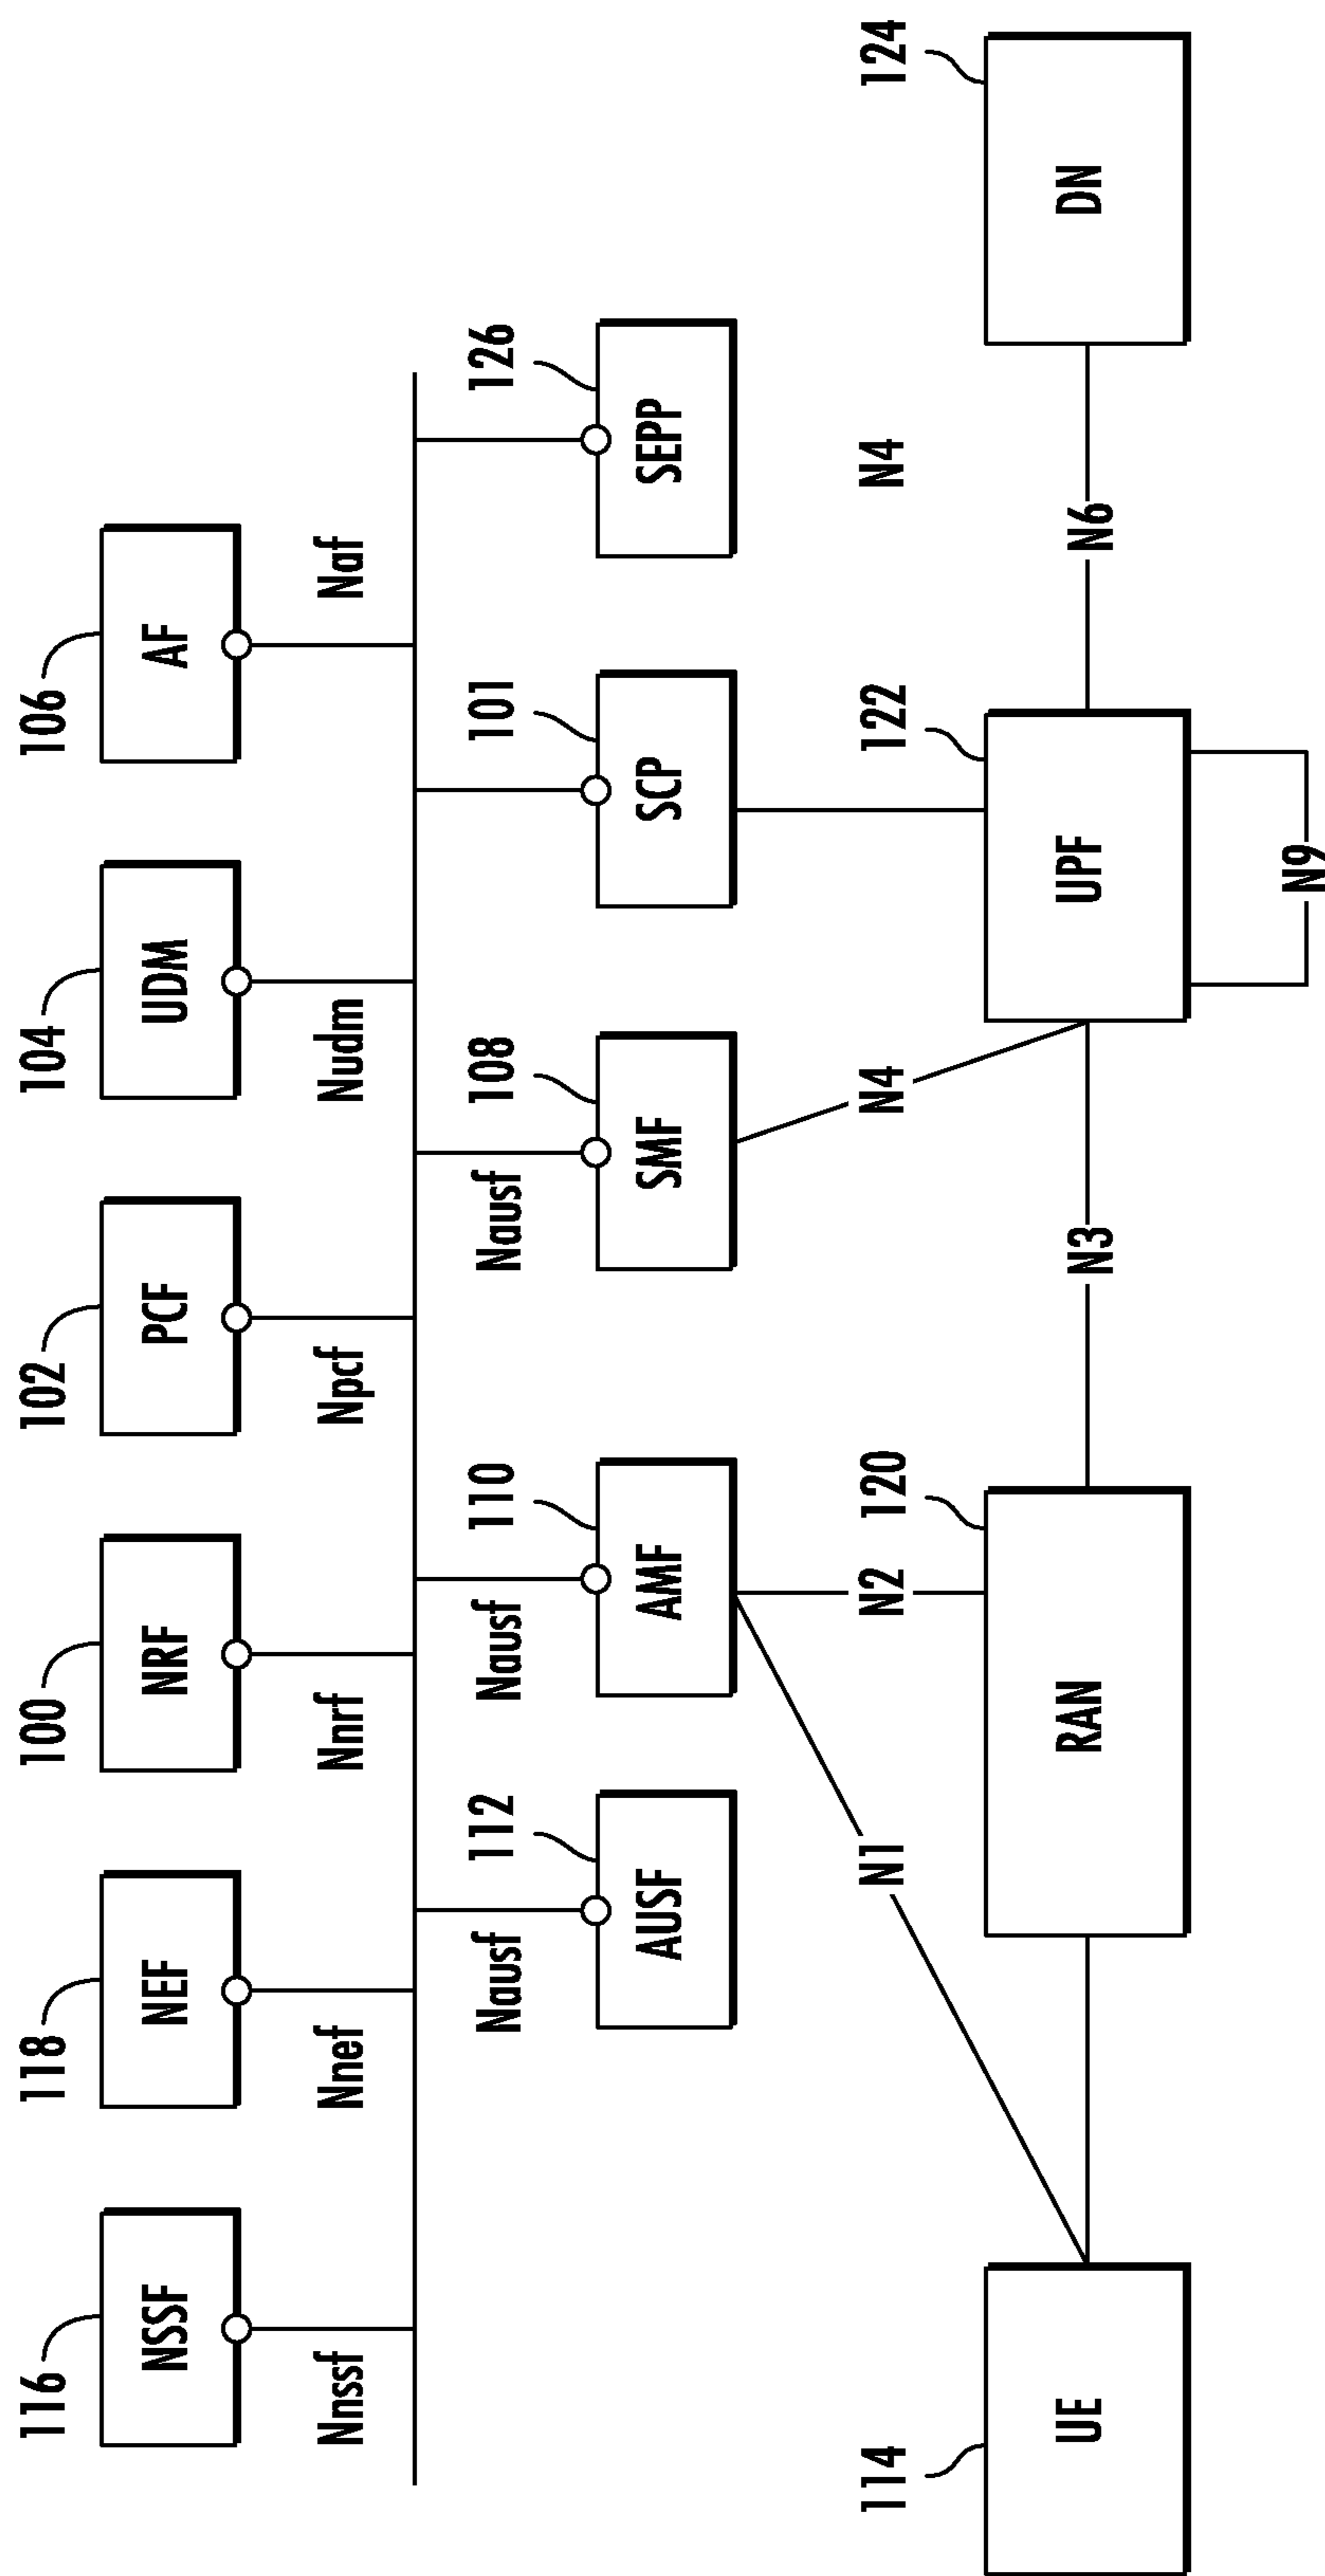 116
118
100
102
104
106
NSSF
NEF
NRF
PCF
UDM
AF
Nnssf
Nnef
Nnrf
Npcf
Nudm
Naf
112
110
108
101
126
Nausf
Nausf
Nausf
AUSF
AMF
SMF
SCP
SEPP
114
N1
N2
120
N4
122
N4
124
UE
RAN
N3
UPF
N6
DN
N9